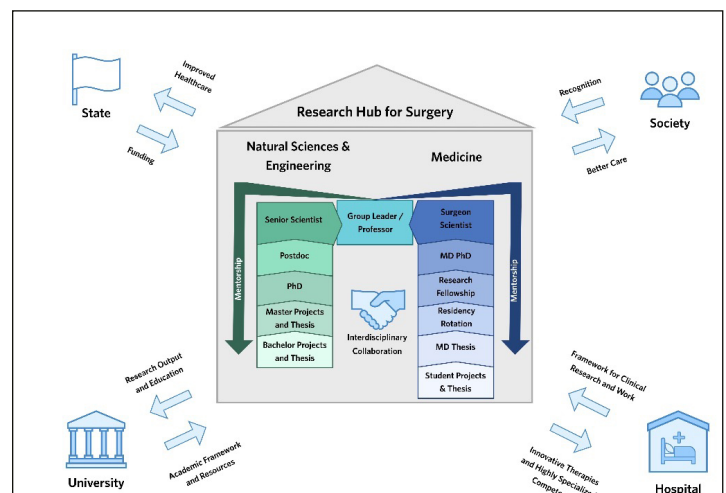 Improved
Healthcare
State
Funding
Recognition
Society
Better Care
Research Hub for Surgery
Natural Sciences &
Engineering
Medicine
Mentorship
Senior Scientist
Postdoc
PhD
Master Projects
and Thesis
Bachelor Projects
and Thesis
Group Leader /
Professor
Interdisciplinary
Collaboration
Surgeon
Scientist
MD PhD
Research
Fellowship
Residency
Rotation
MD Thesis
Student Projects
& Thesis
Mentorship
Research Output
and Education
University
Academic Framework
and Resources
Framework for Clinical
Research and Work
Hospital
Innovative Therapies
and Highly Specialized